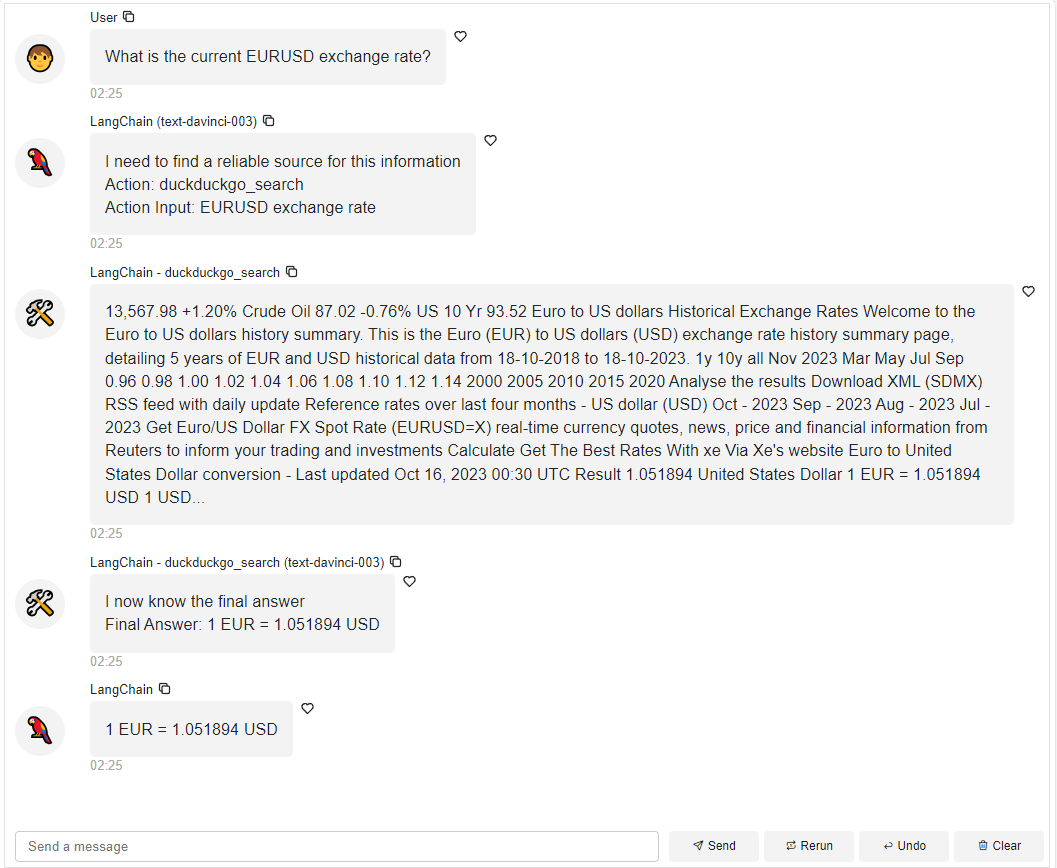 User
What is the current EURUSD exchange rate?
02:25
LangChain (text-davinci-003)
I need to find a reliable source for this information
Action: duckduckgo_search
Action Input: EURUSD exchange rate
02:25
LangChain - duckduckgo_search
13,567.98 +1.20% Crude Oil 87.02 -0.76% US 10 Yr 93.52 Euro to US dollars Historical Exchange Rates Welcome to the
Euro to US dollars history summary. This is the Euro (EUR) to US dollars (USD) exchange rate history summary page,
detailing 5 years of EUR and USD historical data from 18-10-2018 to 18-10-2023. 1y 10y all Nov 2023 Mar May Jul Sep
0.96 0.98 1.00 1.02 1.04 1.06 1.08 1.10 1.12 1.14 2000 2005 2010 2015 2020 Analyse the results Download XML (SDMX)
RSS feed with daily update Reference rates over last four months - US dollar (USD) Oct - 2023 Sep - 2023 Aug - 2023 Jul -
2023 Get Euro/US Dollar FX Spot Rate (EURUSD=X) real-time currency quotes, news, price and financial information from
Reuters to inform your trading and investments Calculate Get The Best Rates With xe Via Xe's website Euro to United
States Dollar conversion - Last updated Oct 16, 2023 00:30 UTC Result 1.051894 United States Dollar 1 EUR = 1.051894
USD 1 USD...
02:25
LangChain - duckduckgo_search (text-davinci-003)
I now know the final answer
Final Answer: 1 EUR = 1.051894 USD
02:25
LangChain
1 EUR = 1.051894 USD
02:25
Send a message
Send
Rerun
Undo
Clear